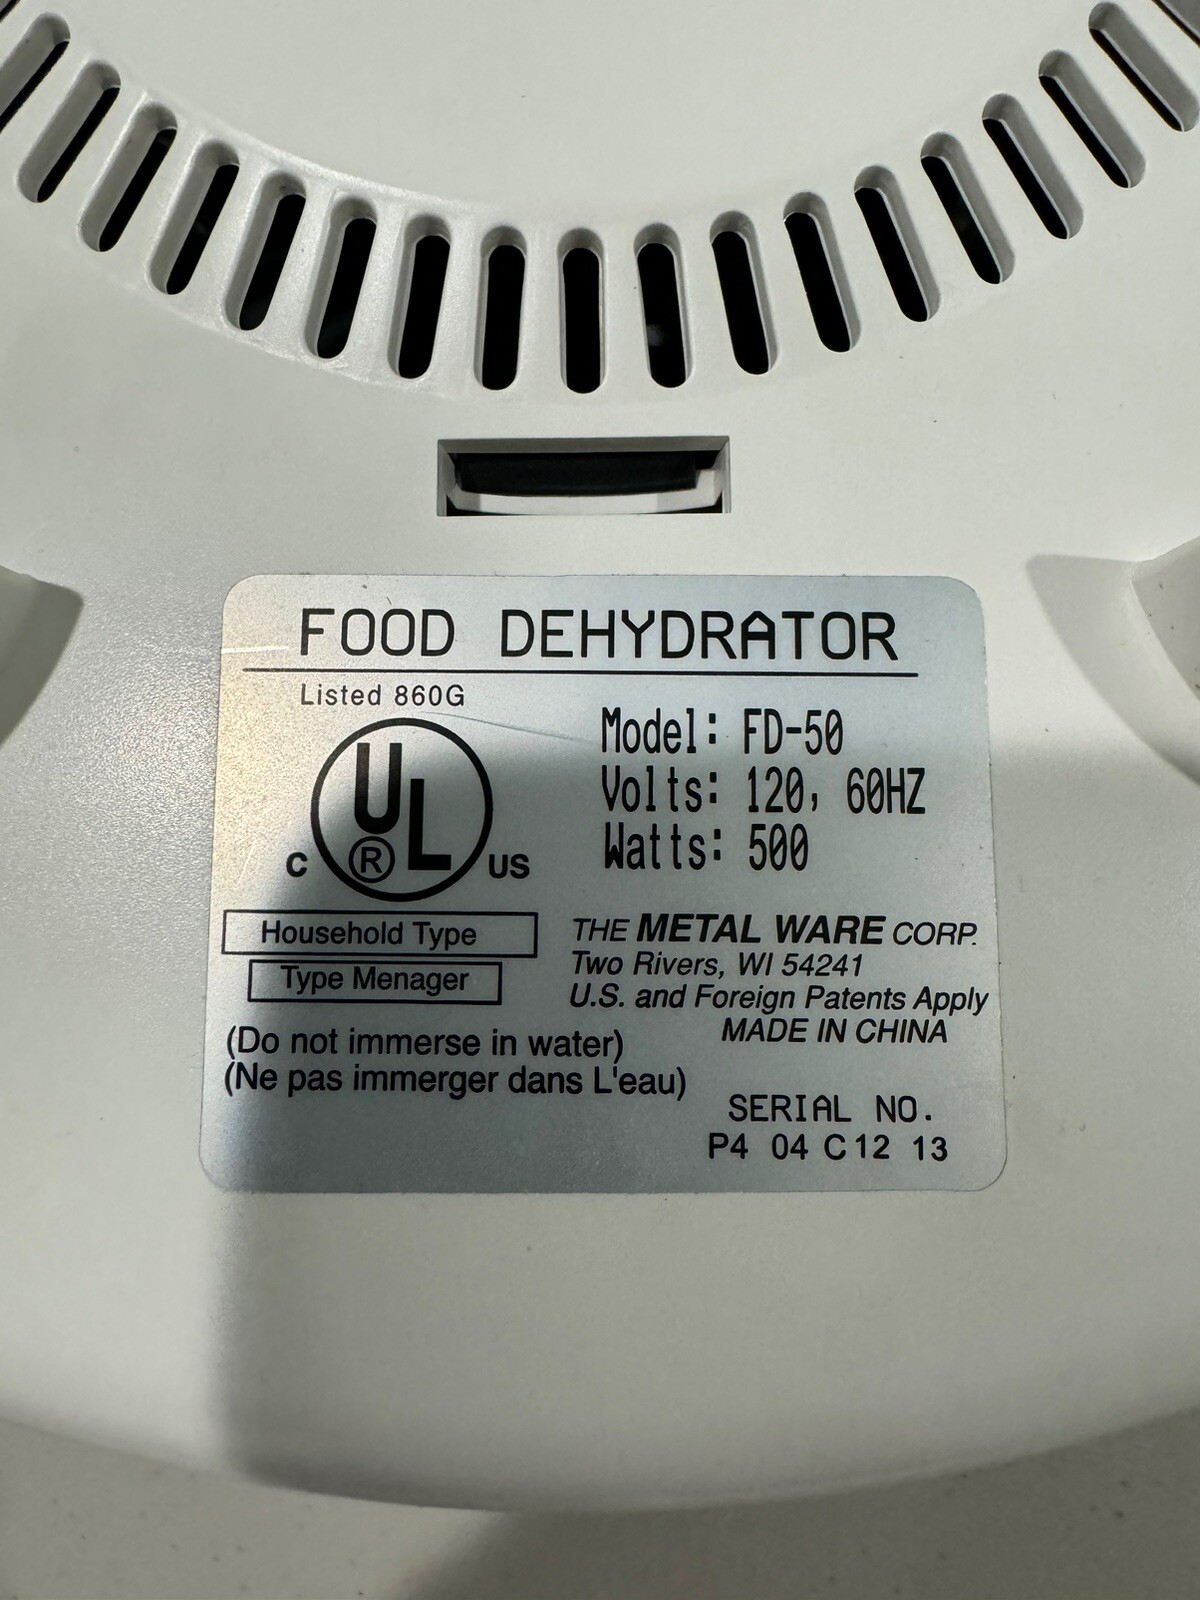 FOOD DEHYDRATOR
Listed 860G
UL
®
C US
Model: FD-50
Volts: 120, 60HZ
Watts: 500
Household Type
Type Menager
THE METAL WARE CORP.
Two Rivers, WI 54241
U.S. and Foreign Patents Apply
MADE IN CHINA
(Do not immerse in water)
(Ne pas immerger dans L'eau)
SERIAL NO.
P4 04 C12 13